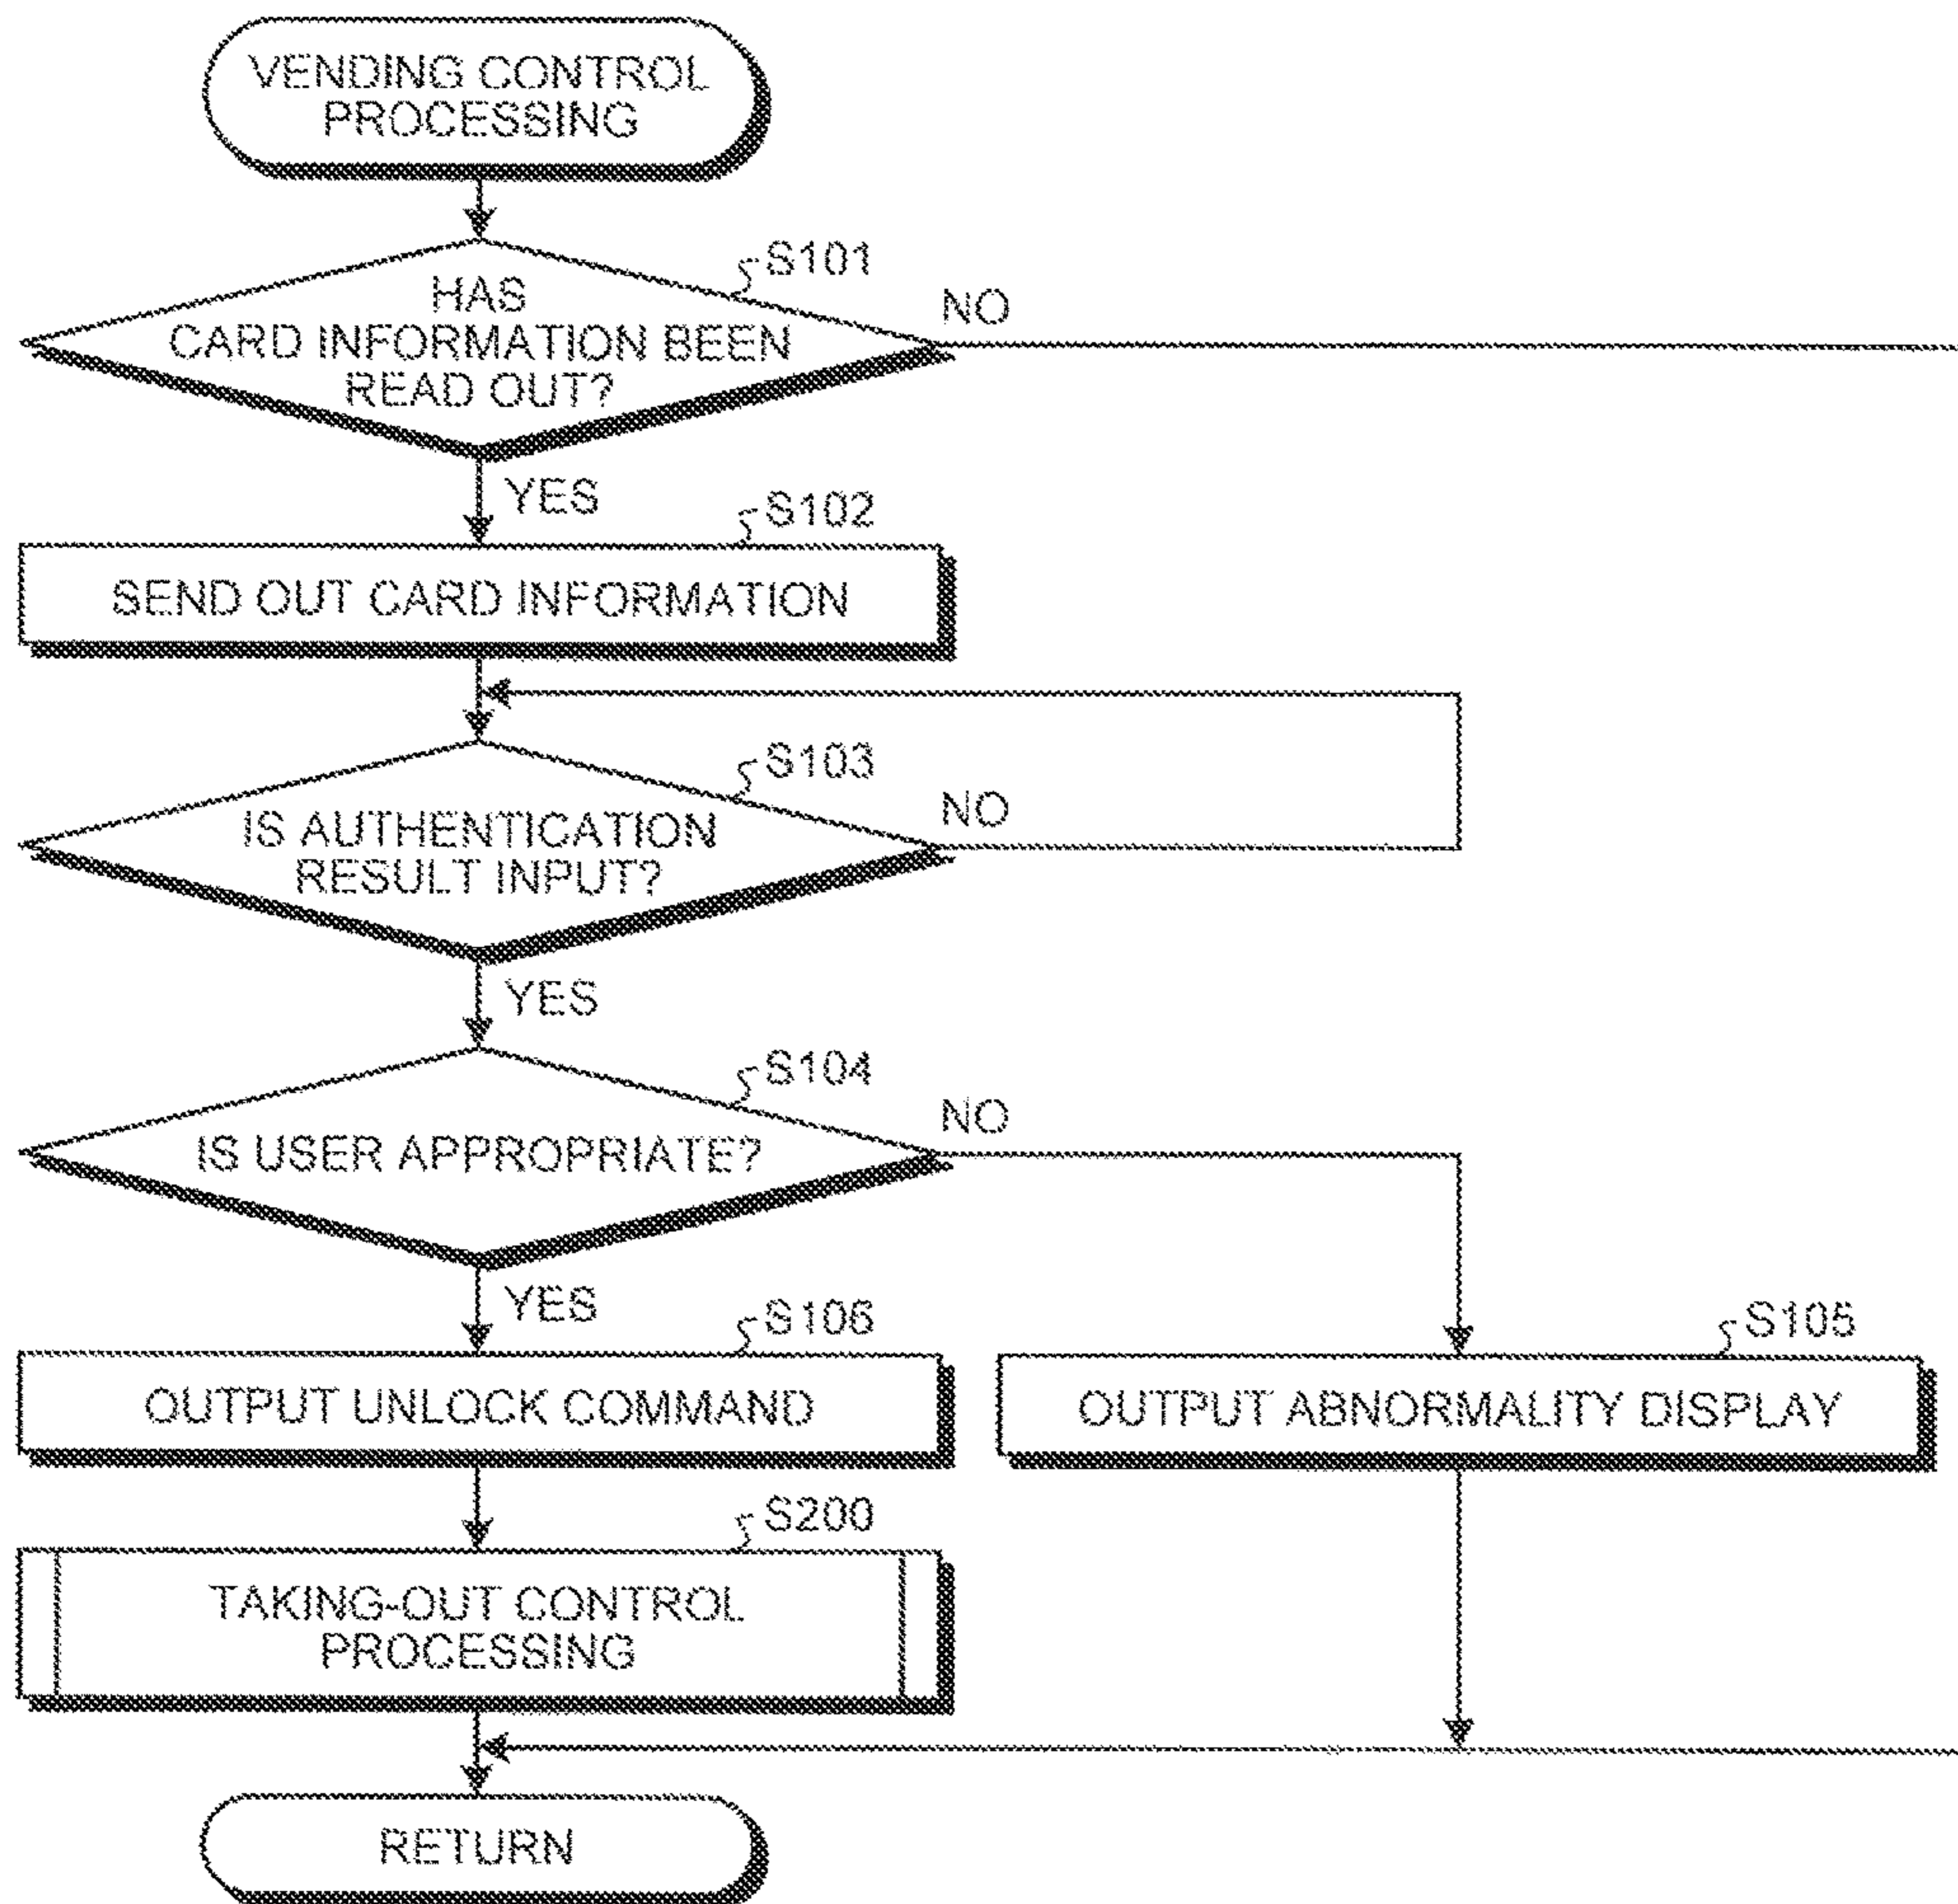 VENDING CONTROL
PROCESSING
S101
HAS
CARD INFORMATION BEEN
READ OUT?
NO
YES
S102
SEND OUT CARD INFORMATION
S103
IS AUTHENTICATION
RESULT INPUT?
NO
YES
S104
IS USER APPROPRIATE?
NO
YES
S106
OUTPUT UNLOCK COMMAND
S105
OUTPUT ABNORMALITY DISPLAY
S200
TAKING-OUT CONTROL
PROCESSING
RETURN